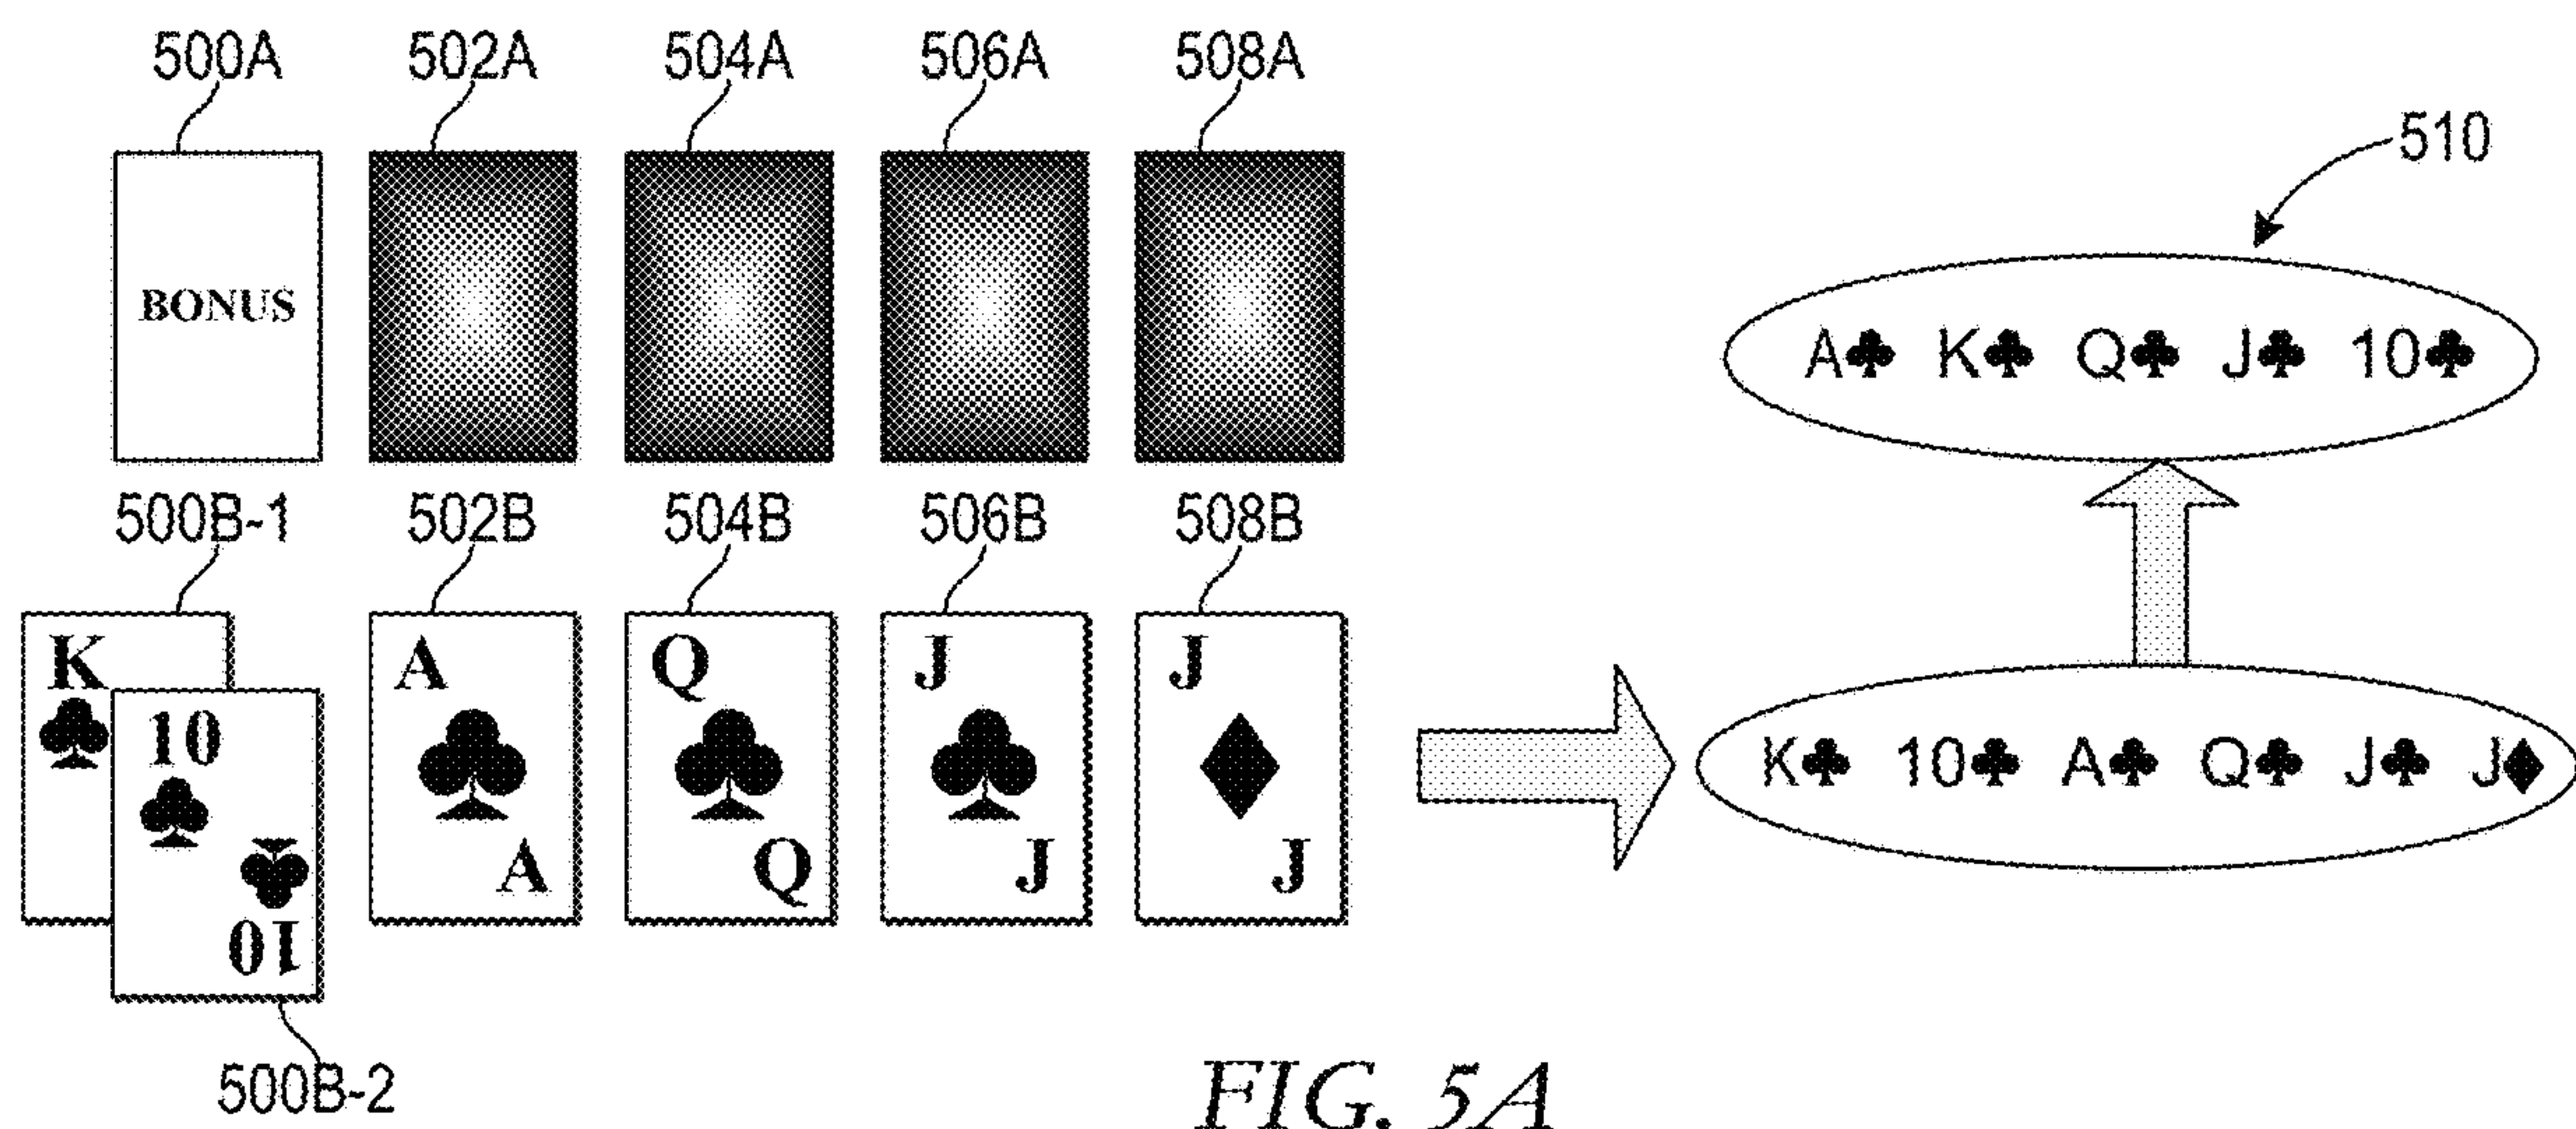 500A 502A 504A 506A 508A
510
BONUS
A♣ K♣ Q♣ J♣ 10♣
500B-1 502B 504B 506B 508B
K♣ A Q J J
10♣ ♣ ♣ ♣ ♦
K♣ 10♣ A♣ Q♣ J♣ J♦
♣ A Q J J
10
500B-2
FIG. 5A